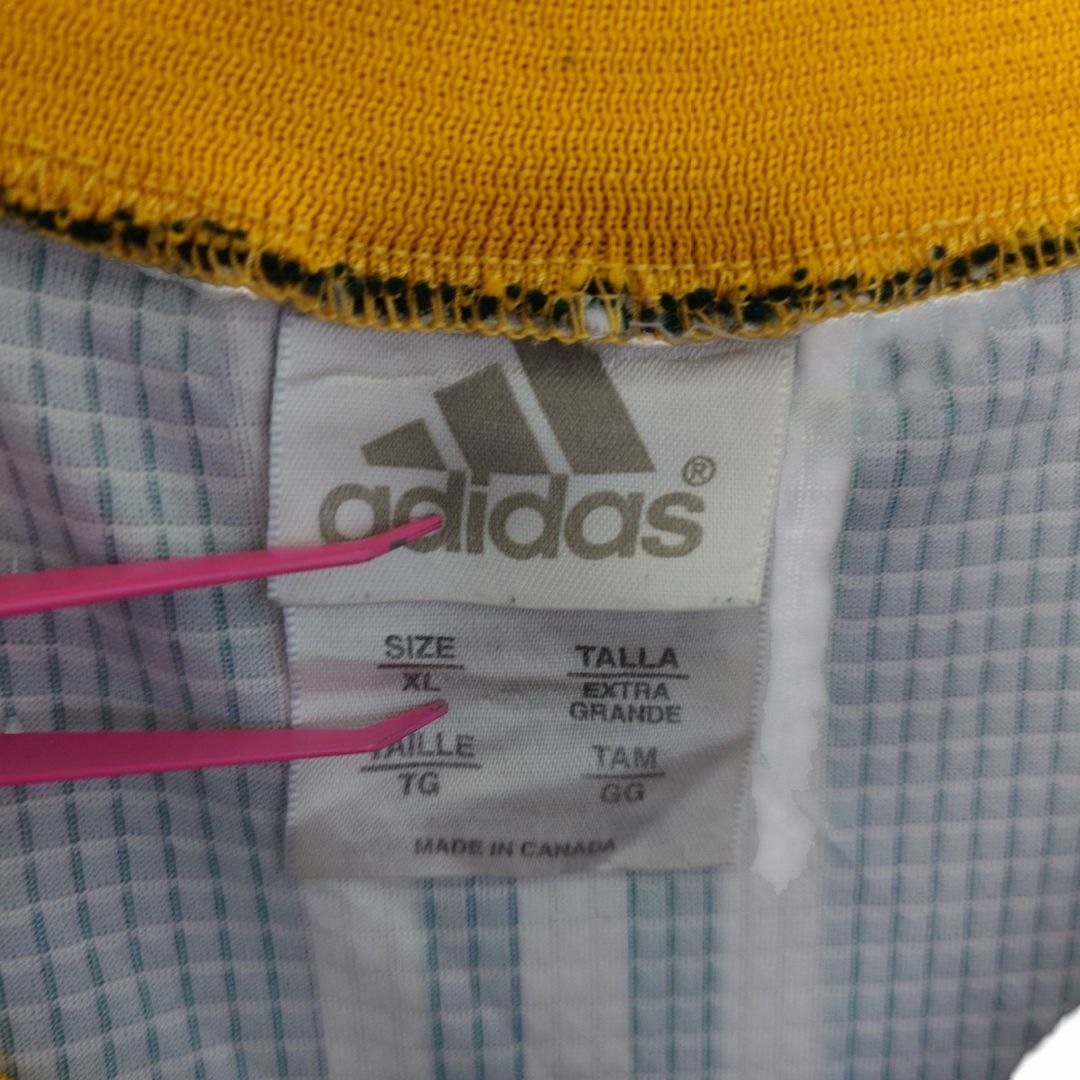 adidas®
SIZE
XL
TALLA
EXTRA
GRANDE
TAILLE
TG
TAM
GG
MADE IN CANADA